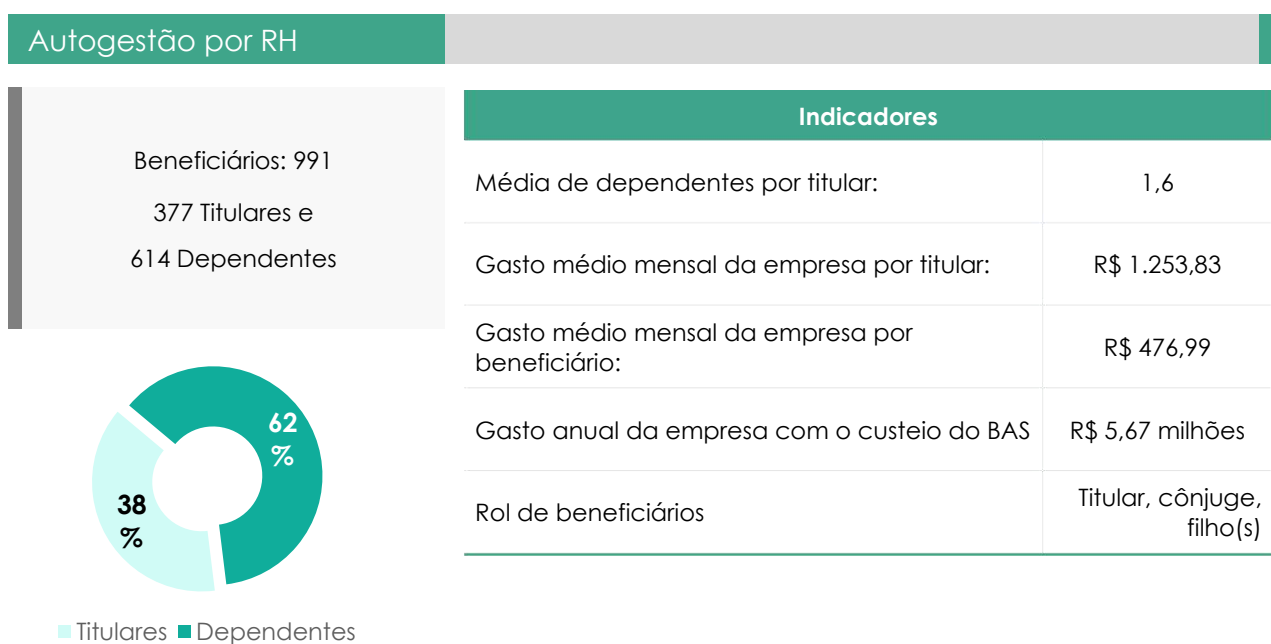 Autogestão por RH
Beneficiários: 991
377 Titulares e
614 Dependentes
Indicadores
Média de dependentes por titular:
1,6
Gasto médio mensal da empresa por titular:
R$ 1.253,83
Gasto médio mensal da empresa por
beneficiário:
R$ 476,99
Gasto anual da empresa com o custeio do BAS
R$ 5,67 milhões
Rol de beneficiários
Titular, cônjuge,
filho(s)
62
%
38
%
Titulares
Dependentes